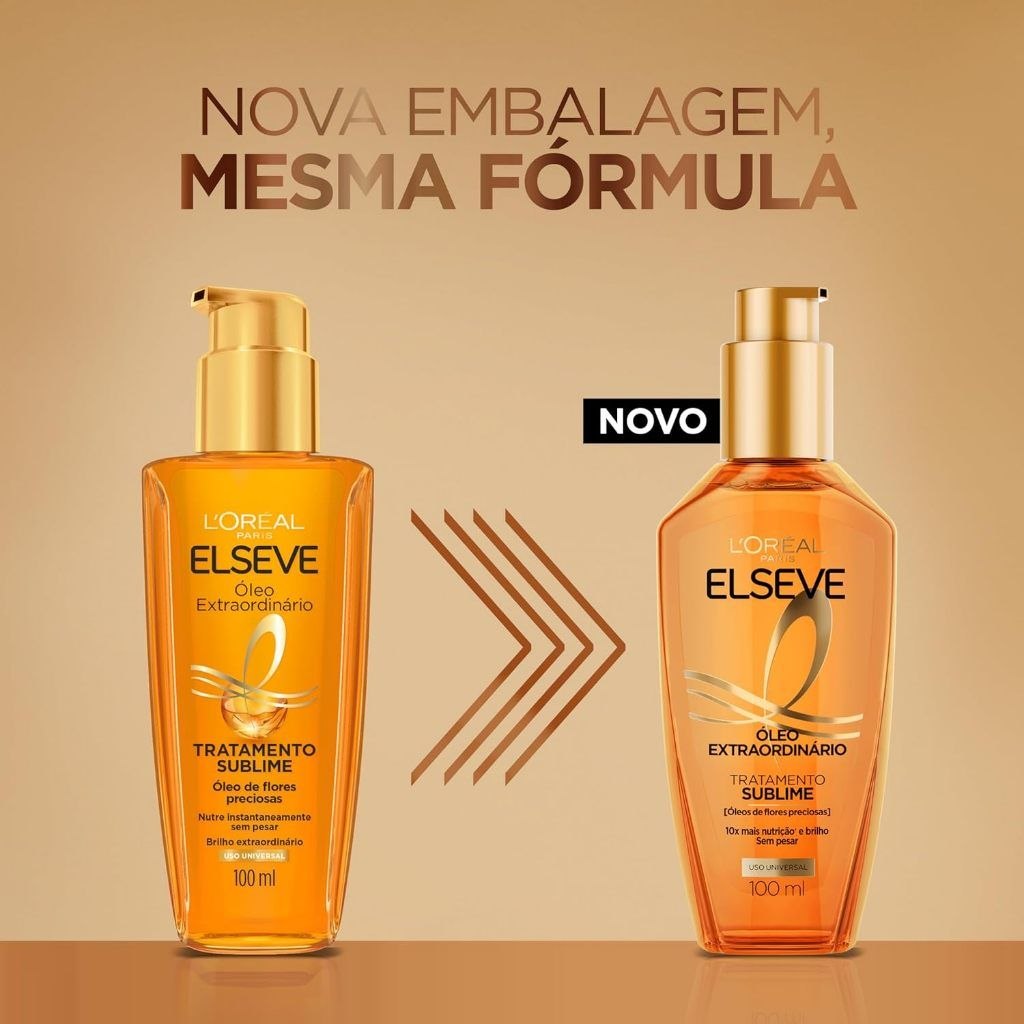 NOVA EMBALAGEM,
MESMA FÓRMULA
L'ORÉAL
PARIS
ELSEVE
Óleo
Extraordinário
TRATAMENTO
SUBLIME
Óleo de flores
preciosas
Nutre instantaneamente
sem pesar
Brilho extraordinário
USO UNIVERSAL
100 ml
NOVO
L'ORÉAL
PARIS
ELSEVE
ÓLEO
EXTRAORDINÁRIO
TRATAMENTO
SUBLIME
[Óleos de flores preciosas]
10x mais nutrição¹ e brilho
Sem pesar
USO UNIVERSAL
100 ml